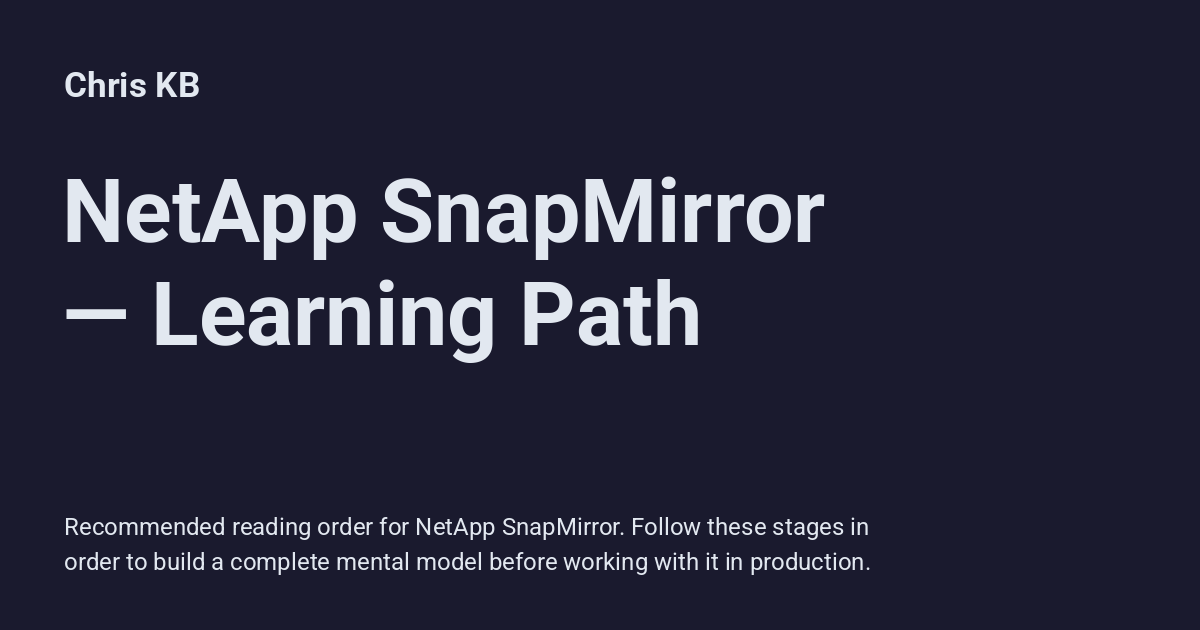 Chris KB
NetApp SnapMirror
— Learning Path
Recommended reading order for NetApp SnapMirror. Follow these stages in
order to build a complete mental model before working with it in production.